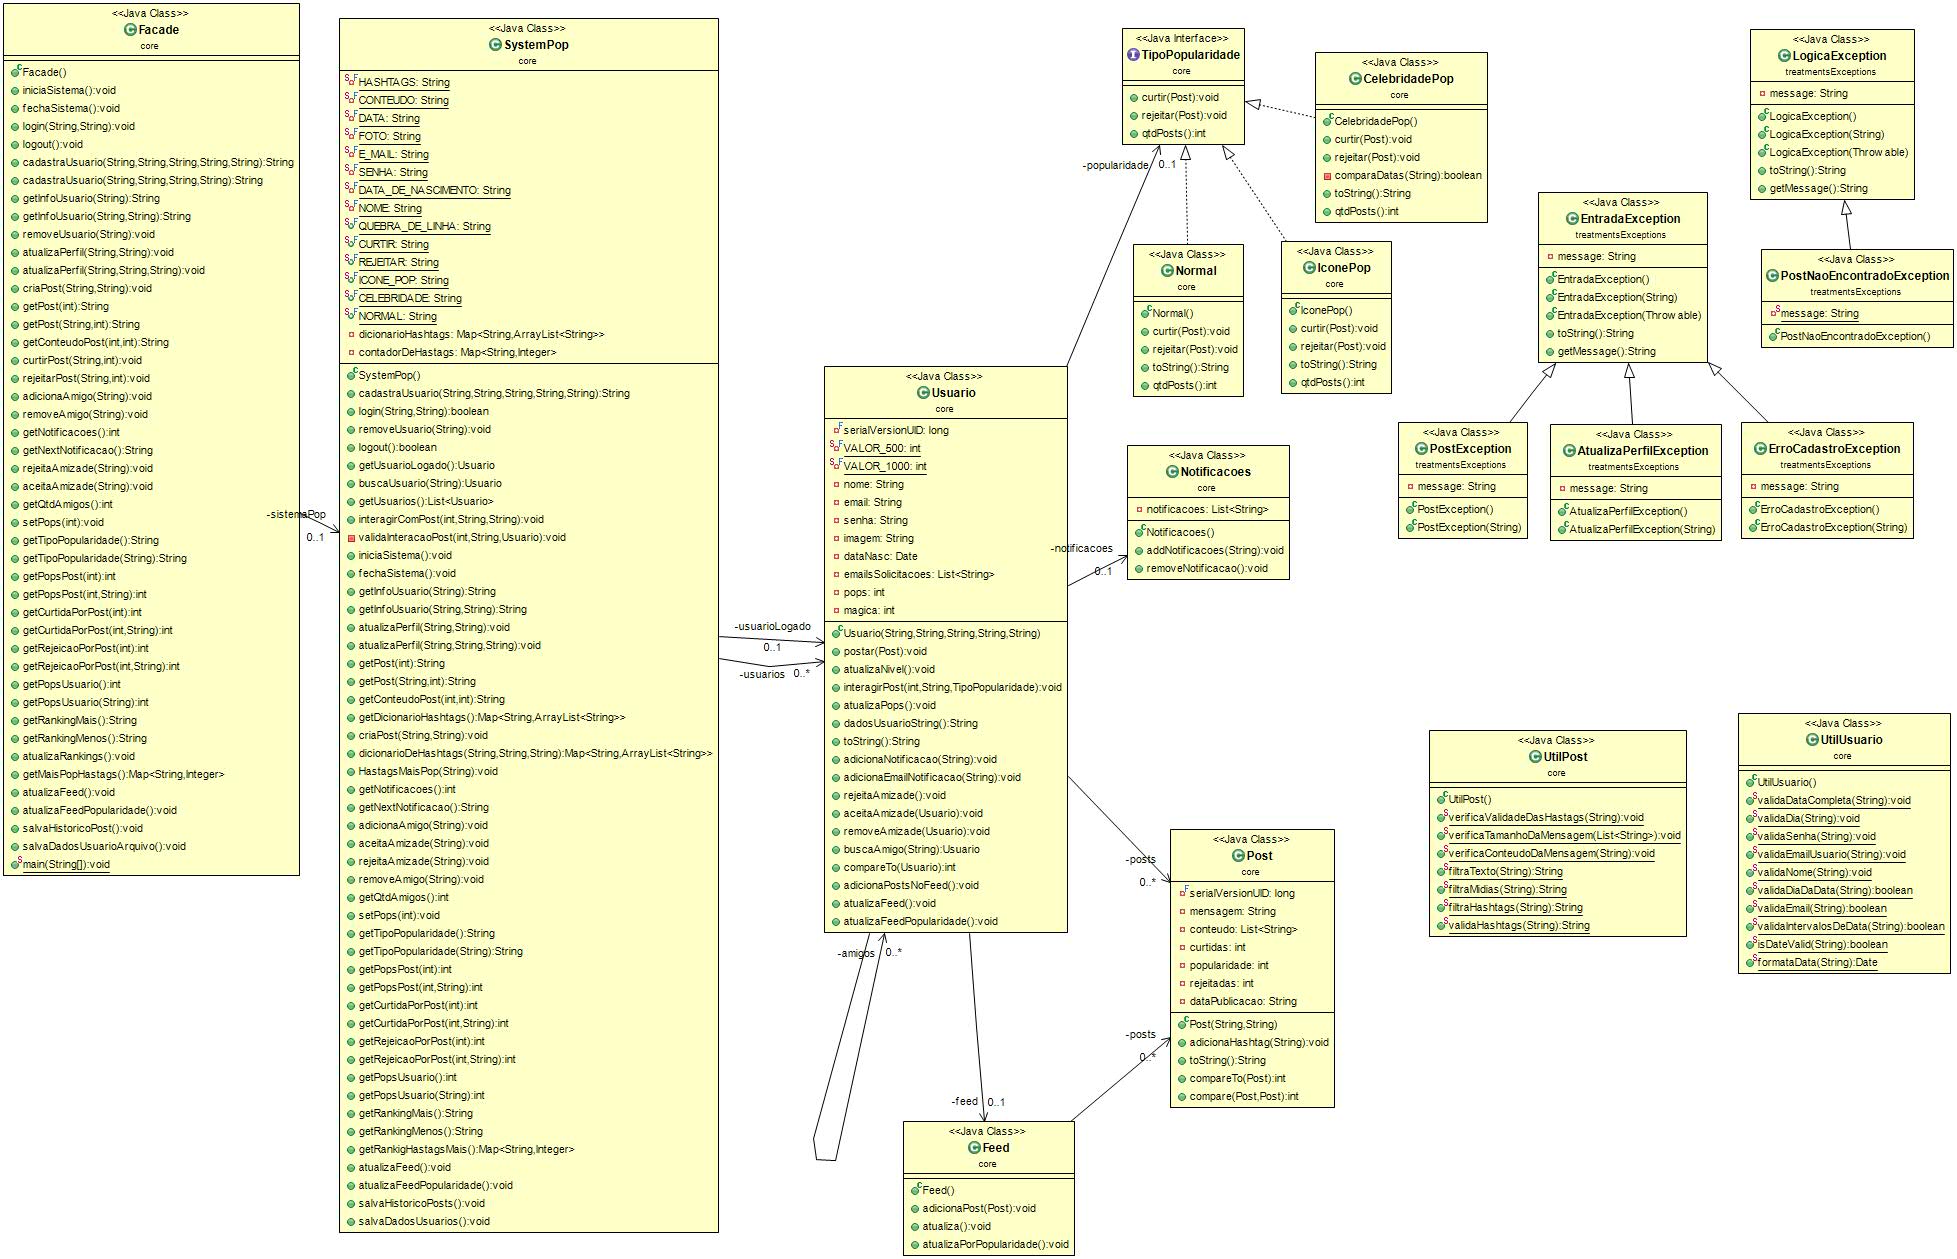 <<Java Class>>
Facade
core
Facade()
iniciaSistema():void
fechaSistema():void
login(String,String):void
logout():void
cadastraUsuario(String,String,String,String,String):String
cadastraUsuario(String,String,String,String):String
getInfoUsuario(String):String
getInfoUsuario(String,String):String
removeUsuario(String):void
atualizaPerfil(String,String):void
atualizaPerfil(String,String,String):void
criaPost(String,String):void
getPost(int):String
getPost(String,int):String
getConteudoPost(int,int):String
curtirPost(String,int):void
rejeitarPost(String,int):void
adicionaAmigo(String):void
removeAmigo(String):void
getNotificacoes():int
getNextNotificacao():String
rejeitaAmizade(String):void
aceitaAmizade(String):void
getQtdAmigos():int
setPops(int):void
getTipoPopularidade():String
getTipoPopularidade(String):String
getPopsPost(int):int
getPopsPost(int,String):int
getCurtidaPorPost(int):int
getCurtidaPorPost(int,String):int
getRejeicaoPorPost(int):int
getRejeicaoPorPost(int,String):int
getPopsUsuario():int
getPopsUsuario(String):int
getRankingMais():String
getRankingMenos():String
atualizaRankings():void
getMaisPopHastags():Map<String,Integer>
atualizaFeed():void
atualizaFeedPopularidade():void
salvaHistoricoPost():void
salvaDadosUsuarioArquivo():void
main(String[]):void
-sistemaPop
0..1
<<Java Class>>
SystemPop
core
HASHTAGS: String
CONTEUDO: String
DATA: String
FOTO: String
E_MAIL: String
SENHA: String
DATA_DE_NASCIMENTO: String
NOME: String
QUEBRA_DE_LINHA: String
CURTIR: String
REJEITAR: String
ICONE_POP: String
CELEBRIDADE: String
NORMAL: String
dicionarioHashtags: Map<String,ArrayList<String>>
contadorDeHastags: Map<String,Integer>
SystemPop()
cadastraUsuario(String,String,String,String,String):String
login(String,String):boolean
removeUsuario(String):void
logout():boolean
getUsuarioLogado():Usuario
buscaUsuario(String):Usuario
getUsuarios():List<Usuario>
interagirComPost(int,String,String):void
validaInteracaoPost(int,String,Usuario):void
iniciaSistema():void
fechaSistema():void
getInfoUsuario(String):String
getInfoUsuario(String,String):String
atualizaPerfil(String,String):void
atualizaPerfil(String,String,String):void
getPost(int):String
getPost(String,int):String
getConteudoPost(int,int):String
getDicionarioHashtags():Map<String,ArrayList<String>>
criaPost(String,String):void
dicionarioDeHashtags(String,String,String):Map<String,ArrayList<String>>
HastagsMaisPop(String):void
getNotificacoes():int
getNextNotificacao():String
adicionaAmigo(String):void
aceitaAmizade(String):void
rejeitaAmizade(String):void
removeAmigo(String):void
getQtdAmigos():int
setPops(int):void
getTipoPopularidade():String
getTipoPopularidade(String):String
getPopsPost(int):int
getPopsPost(int,String):int
getCurtidaPorPost(int):int
getCurtidaPorPost(int,String):int
getRejeicaoPorPost(int):int
getRejeicaoPorPost(int,String):int
getPopsUsuario():int
getPopsUsuario(String):int
getRankingMais():String
getRankingMenos():String
getRankigHastagsMais():Map<String,Integer>
atualizaFeed():void
atualizaFeedPopularidade():void
salvaHistoricoPosts():void
salvaDadosUsuarios():void
-usuarioLogado
0..1
-usuarios 0..*
<<Java Class>>
Usuario
core
serialVersionUID: long
VALOR_500: int
VALOR_1000: int
nome: String
email: String
senha: String
imagem: String
dataNasc: Date
emailsSolicitacoes: List<String>
pops: int
magica: int
Usuario(String,String,String,String,String)
postar(Post):void
atualizaNivel():void
interagirPost(int,String,TipoPopularidade):void
atualizaPops():void
dadosUsuarioString():String
toString():String
adicionaNotificacao(String):void
adicionaEmailNotificacao(String):void
rejeitaAmizade():void
aceitaAmizade(Usuario):void
removeAmizade(Usuario):void
buscaAmigo(String):Usuario
compareTo(Usuario):int
adicionaPostsNoFeed():void
atualizaFeed():void
atualizaFeedPopularidade():void
-amigos 0..*
-popularidade 0..1
-notificacoes
0..1
-posts
0..*
-feed 0..1
<<Java Class>>
Feed
core
Feed()
adicionaPost(Post):void
atualiza():void
atualizaPorPopularidade():void
-posts
0..*
<<Java Interface>>
TipoPopularidade
core
curtir(Post):void
rejeitar(Post):void
qtdPosts():int
<<Java Class>>
CelebridadePop
core
CelebridadePop()
curtir(Post):void
rejeitar(Post):void
comparaDatas(String):boolean
toString():String
qtdPosts():int
<<Java Class>>
Normal
core
Normal()
curtir(Post):void
rejeitar(Post):void
toString():String
qtdPosts():int
<<Java Class>>
IconePop
core
IconePop()
curtir(Post):void
rejeitar(Post):void
toString():String
qtdPosts():int
<<Java Class>>
Notificacoes
core
notificacoes: List<String>
Notificacoes()
addNotificacoes(String):void
removeNotificacao():void
<<Java Class>>
Post
core
serialVersionUID: long
mensagem: String
conteudo: List<String>
curtidas: int
popularidade: int
rejeitadas: int
dataPublicacao: String
Post(String,String)
adicionaHashtag(String):void
toString():String
compareTo(Post):int
compare(Post,Post):int
<<Java Class>>
LogicaException
treatmentsExceptions
message: String
LogicaException()
LogicaException(String)
LogicaException(Throwable)
toString():String
getMessage():String
<<Java Class>>
PostNaoEncontradoException
treatmentsExceptions
message: String
PostNaoEncontradoException()
<<Java Class>>
EntradaException
treatmentsExceptions
message: String
EntradaException()
EntradaException(String)
EntradaException(Throwable)
toString():String
getMessage():String
<<Java Class>>
PostException
treatmentsExceptions
message: String
PostException()
PostException(String)
<<Java Class>>
AtualizaPerfilException
treatmentsExceptions
message: String
AtualizaPerfilException()
AtualizaPerfilException(String)
<<Java Class>>
ErroCadastroException
treatmentsExceptions
message: String
ErroCadastroException()
ErroCadastroException(String)
<<Java Class>>
UtilPost
core
UtilPost()
verificaValidadeDasHastags(String):void
verificaTamanhoDaMensagem(List<String>):void
verificaConteudoDaMensagem(String):void
filtraTexto(String):String
filtraMidias(String):String
filtraHashtags(String):String
validaHashtags(String):String
<<Java Class>>
UtilUsuario
core
UtilUsuario()
validaDataCompleta(String):void
validaDia(String):void
validaSenha(String):void
validaEmailUsuario(String):void
validaNome(String):void
validaDiaDaData(String):boolean
validaEmail(String):boolean
validaIntervalosDeData(String):boolean
isDateValid(String):boolean
formataData(String):Date